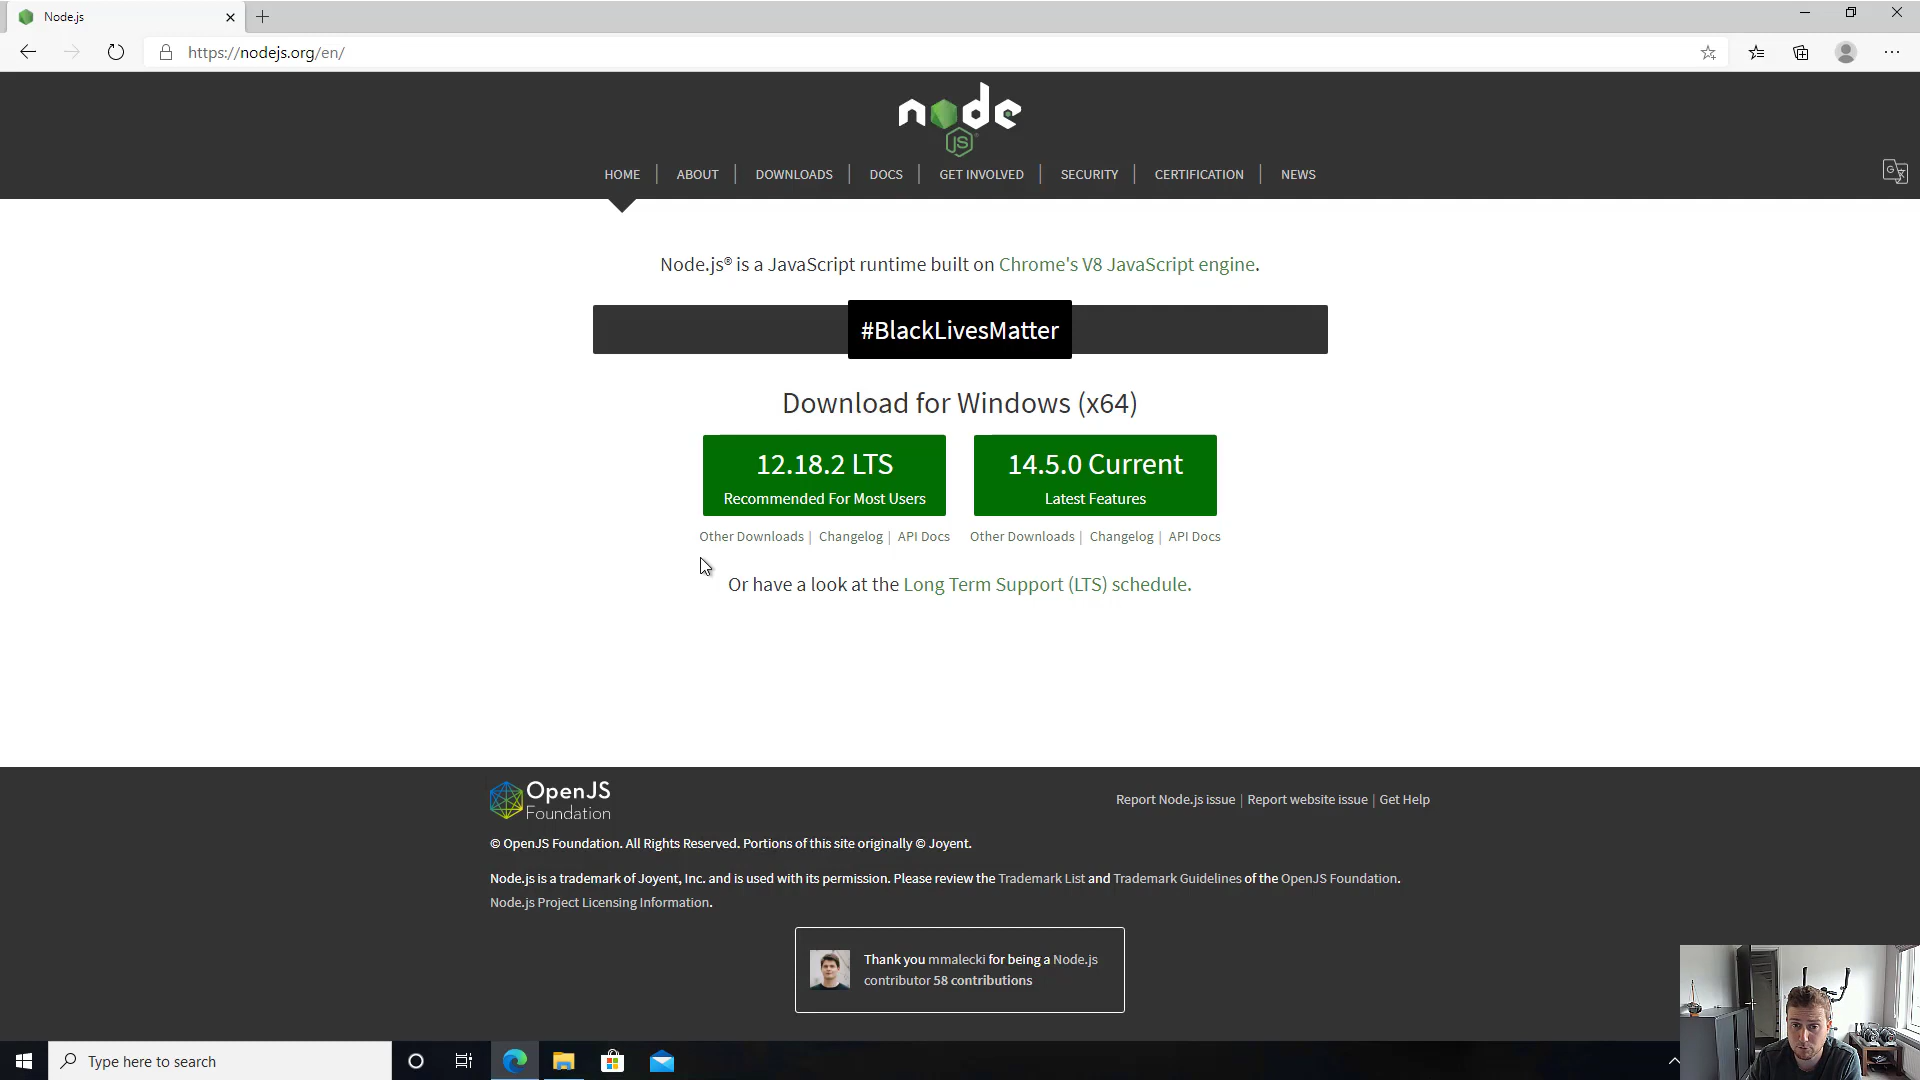 Node.js
https://nodejs.org/en/
node
JS
HOME | ABOUT | DOWNLOADS | DOCS | GET INVOLVED | SECURITY | CERTIFICATION | NEWS
Node.js® is a JavaScript runtime built on Chrome's V8 JavaScript engine.
#BlackLivesMatter
Download for Windows (x64)
12.18.2 LTS
Recommended For Most Users
14.5.0 Current
Latest Features
Other Downloads | Changelog | API Docs
Other Downloads | Changelog | API Docs
Or have a look at the Long Term Support (LTS) schedule.
OpenJS
Foundation
Report Node.js issue | Report website issue | Get Help
© OpenJS Foundation. All Rights Reserved. Portions of this site originally © Joyent.
Node.js is a trademark of Joyent, Inc. and is used with its permission. Please review the Trademark List and Trademark Guidelines of the OpenJS Foundation.
Node.js Project Licensing Information.
Thank you mmalecki for being a Node.js
contributor 58 contributions
Type here to search